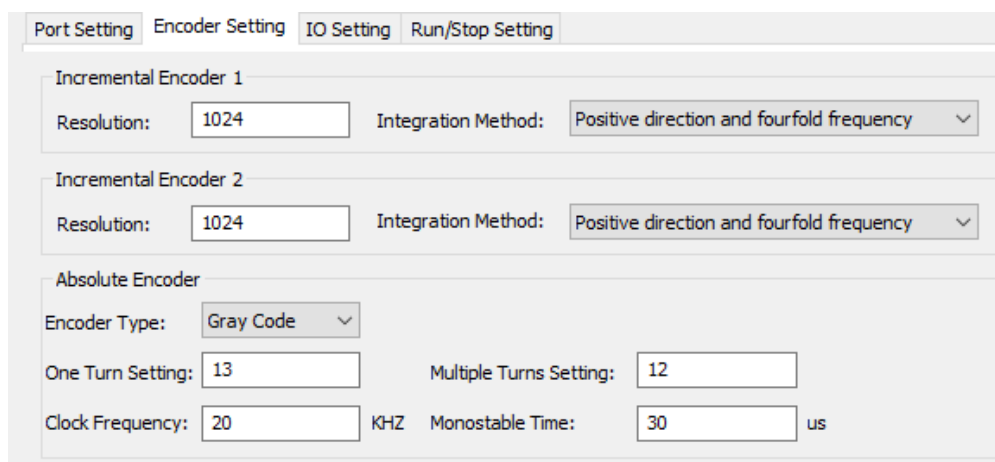 Port Setting Encoder Setting IO Setting Run/Stop Setting
Incremental Encoder 1
Resolution: 1024 Integration Method: Positive direction and fourfold frequency
Incremental Encoder 2
Resolution: 1024 Integration Method: Positive direction and fourfold frequency
Absolute Encoder
Encoder Type: Gray Code
One Turn Setting: 13 Multiple Turns Setting: 12
Clock Frequency: 20 KHZ Monostable Time: 30 us